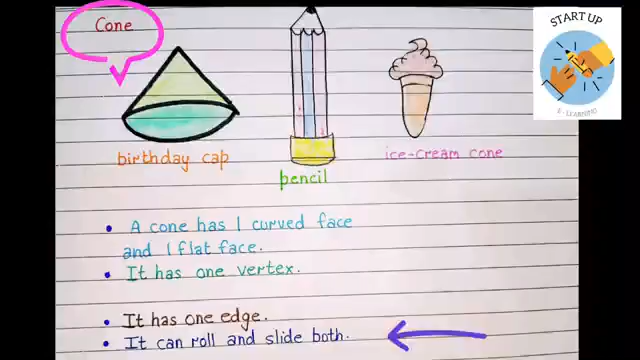 Cone
START UP
E-LEARNING
birthday cap
pencil
ice-cream cone
A cone has 1 curved face
and 1 flat face.
It has one vertex.
It has one edge.
It can roll and slide both.